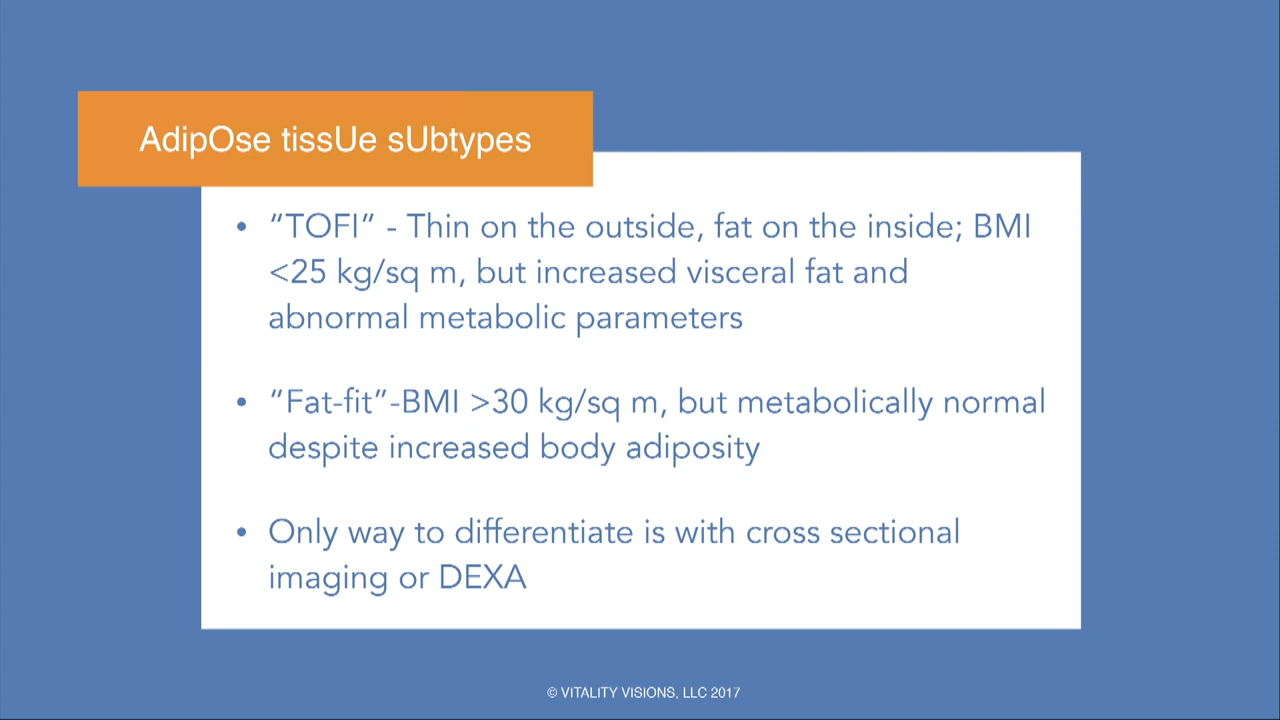 AdipOse tissUe sUbtypes
• “TOFI” - Thin on the outside, fat on the inside; BMI
<25 kg/sq m, but increased visceral fat and
abnormal metabolic parameters
• “Fat-fit”-BMI >30 kg/sq m, but metabolically normal
despite increased body adiposity
• Only way to differentiate is with cross sectional
imaging or DEXA
© VITALITY VISIONS, LLC 2017